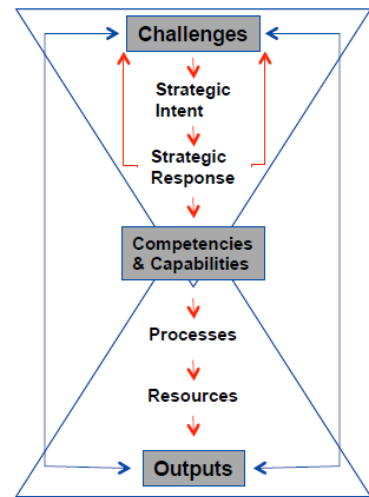 Challenges
Strategic
Intent
Strategic
Response
Competencies
& Capabilities
Processes
Resources
Outputs